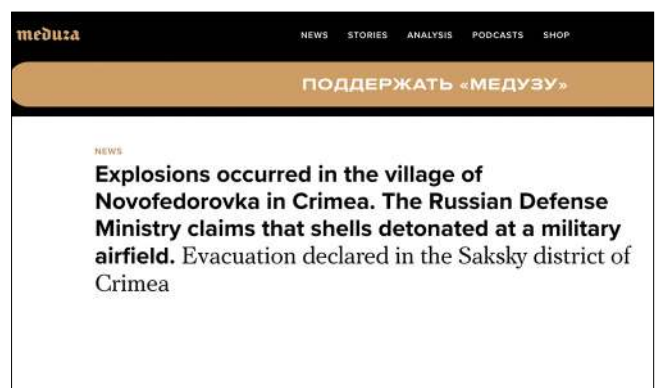 meduza
NEWS STORIES ANALYSIS PODCASTS SHOP
ПОДДЕРЖАТЬ «МЕДУЗУ»
NEWS
Explosions occurred in the village of
Novofedorovka in Crimea. The Russian Defense
Ministry claims that shells detonated at a military
airfield. Evacuation declared in the Saksky district of
Crimea